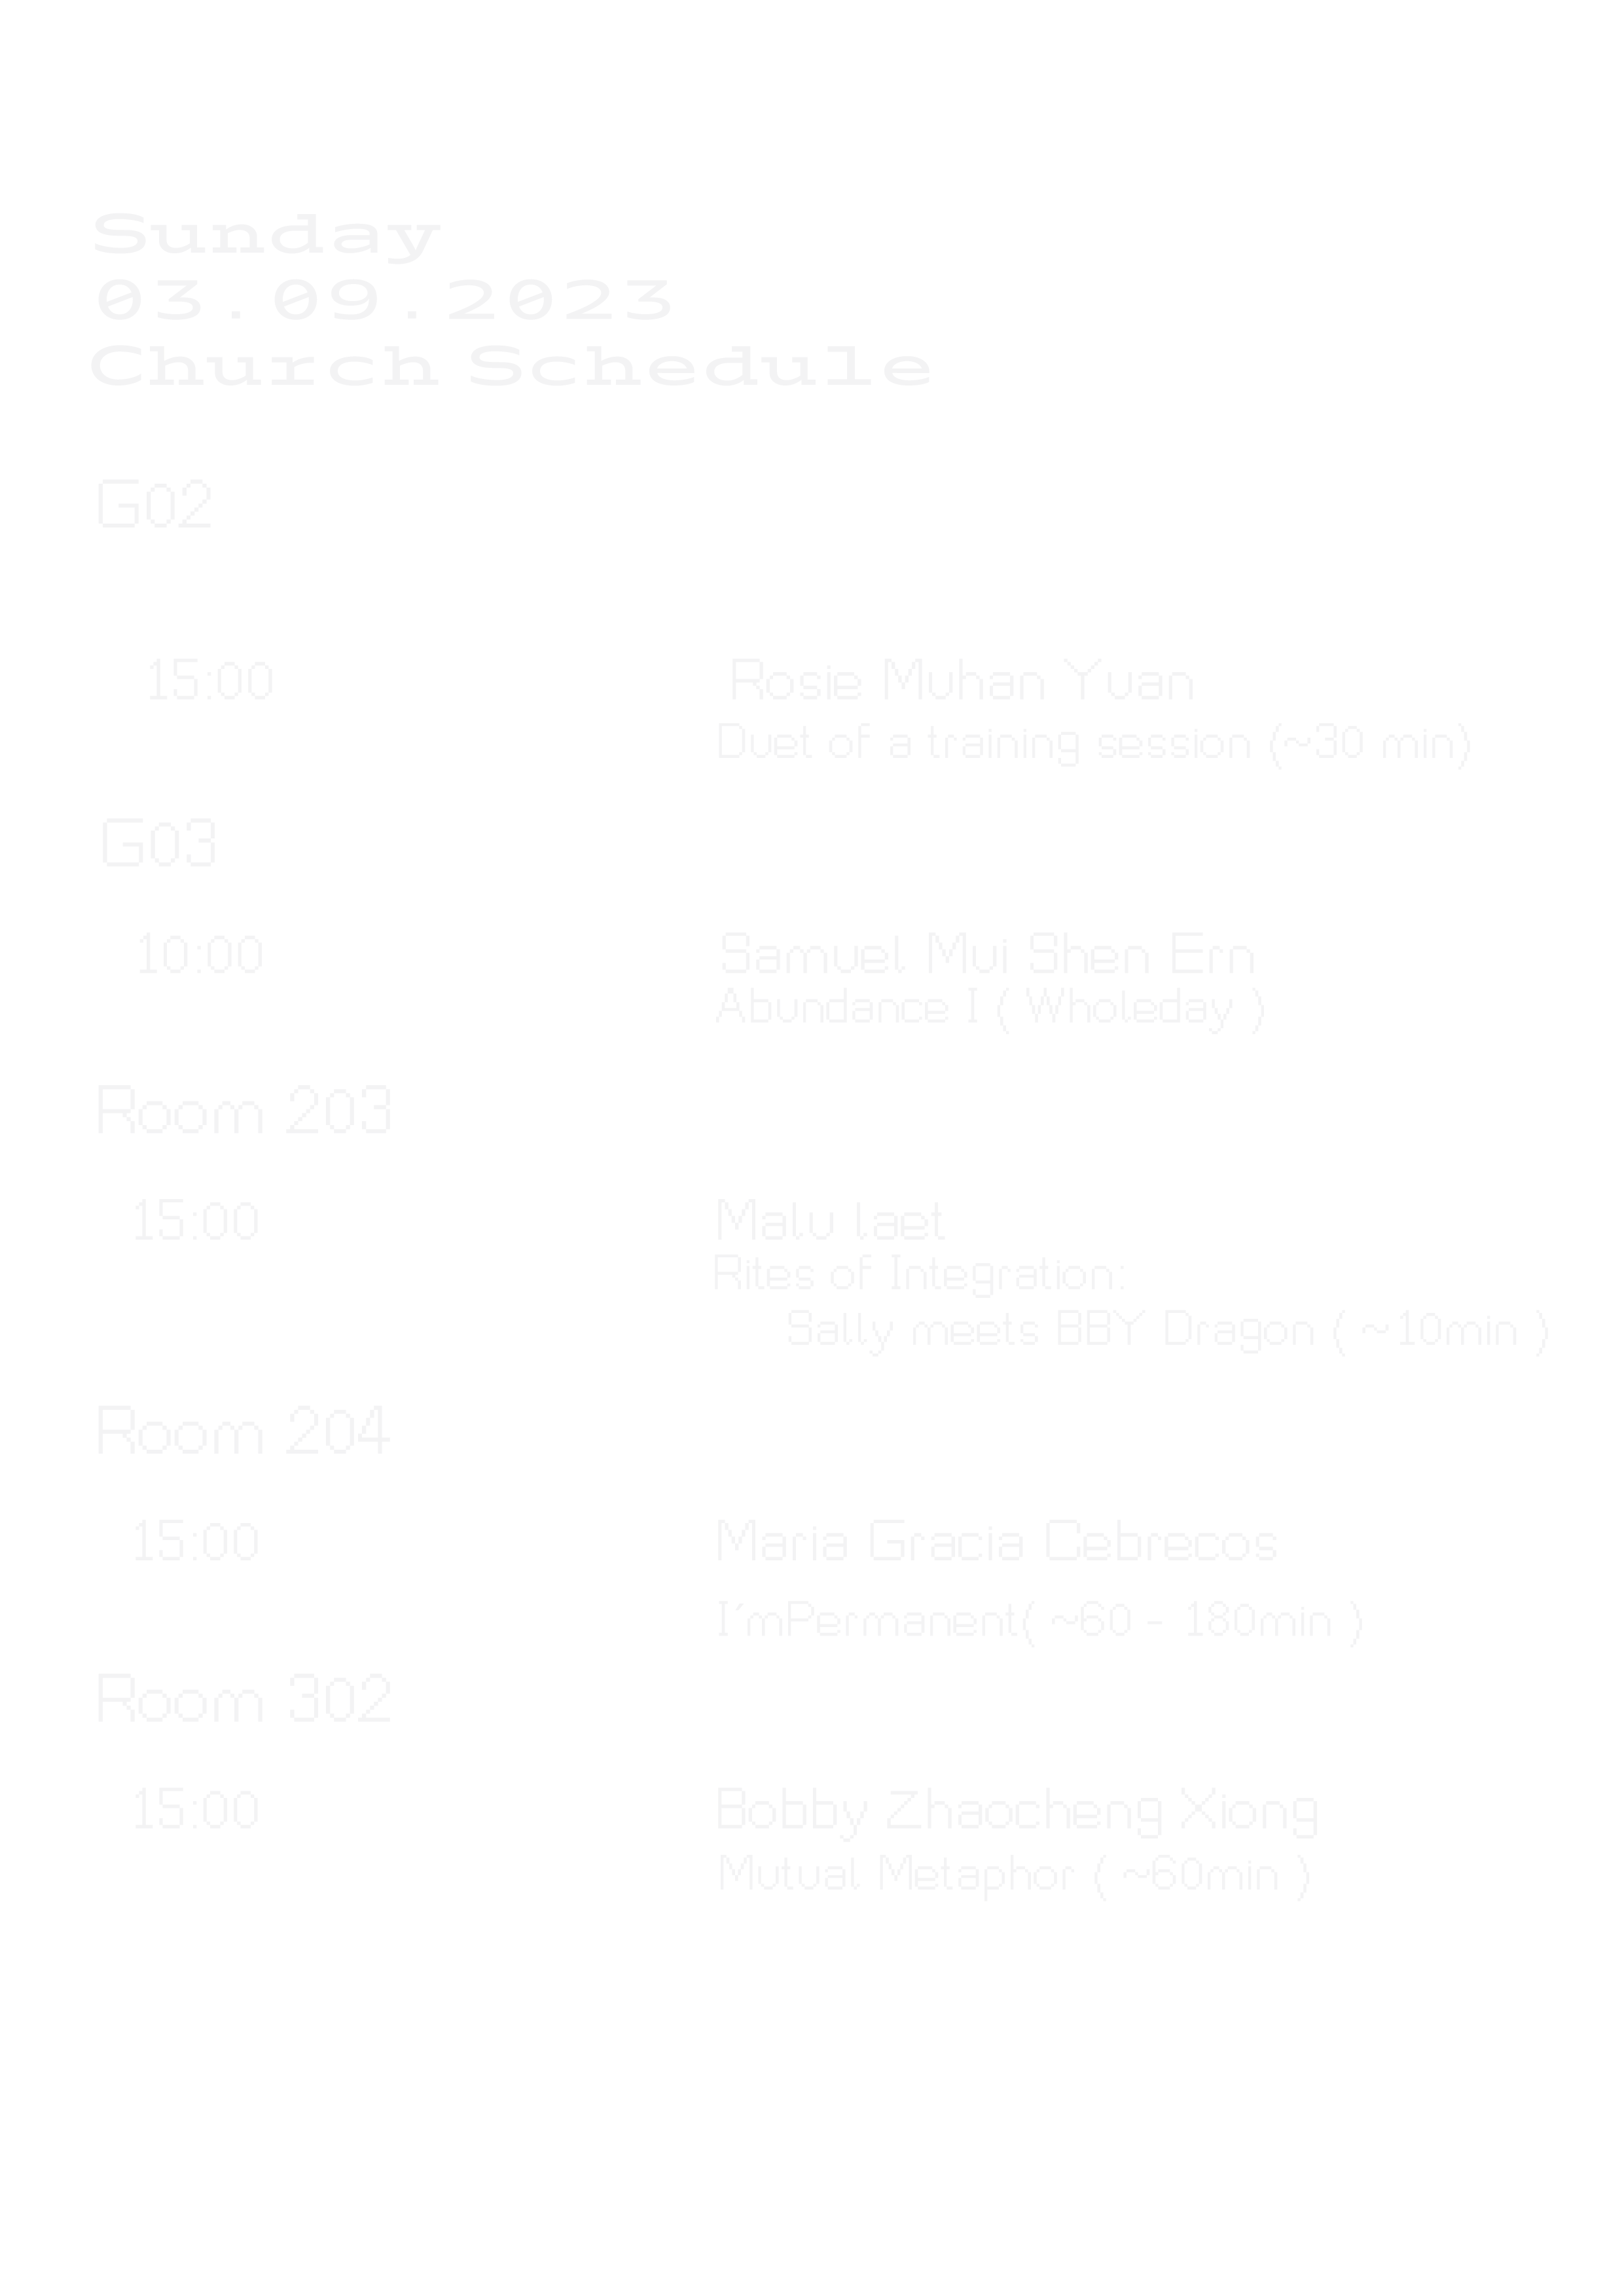 Sunday
03.09.2023
Church Schedule
G02
15:00 Rosie Muhan Yuan
Duet of a training session (~30 min)
G03
10:00 Samuel Mui Shen Ern
Abundance I ( Wholeday )
Room 203
15:00 Malu laet
Rites of Integration:
Sally meets BBY Dragon ( ~10min )
Room 204
15:00 Maria Gracia Cebrecos
I´mPermanent( ~60 - 180min )
Room 302
15:00 Bobby Zhaocheng Xiong
Mutual Metaphor ( ~60min )